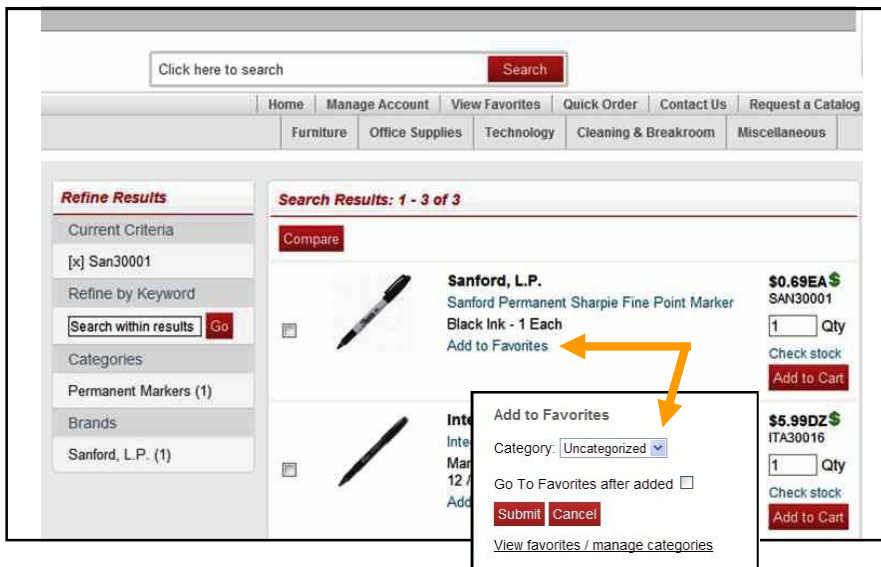 Click here to search
Search
Home Manage Account View Favorites Quick Order Contact Us Request a Catalog
Furniture Office Supplies Technology Cleaning & Breakroom Miscellaneous
Refine Results
Current Criteria
[x] San30001
Refine by Keyword
Search within results Go
Categories
Permanent Markers (1)
Brands
Sanford, L.P. (1)
Search Results: 1 - 3 of 3
Compare
Sanford, L.P.
Sanford Permanent Sharpie Fine Point Marker
Black Ink - 1 Each
Add to Favorites
$0.69EA$
SAN30001
1 Qty
Check stock
Add to Cart
Inte
Inte
Mar
12 /
Add
$5.99DZ$
ITA30016
1 Qty
Check stock
Add to Cart
Add to Favorites
Category: Uncategorized
Go To Favorites after added
Submit Cancel
View favorites / manage categories